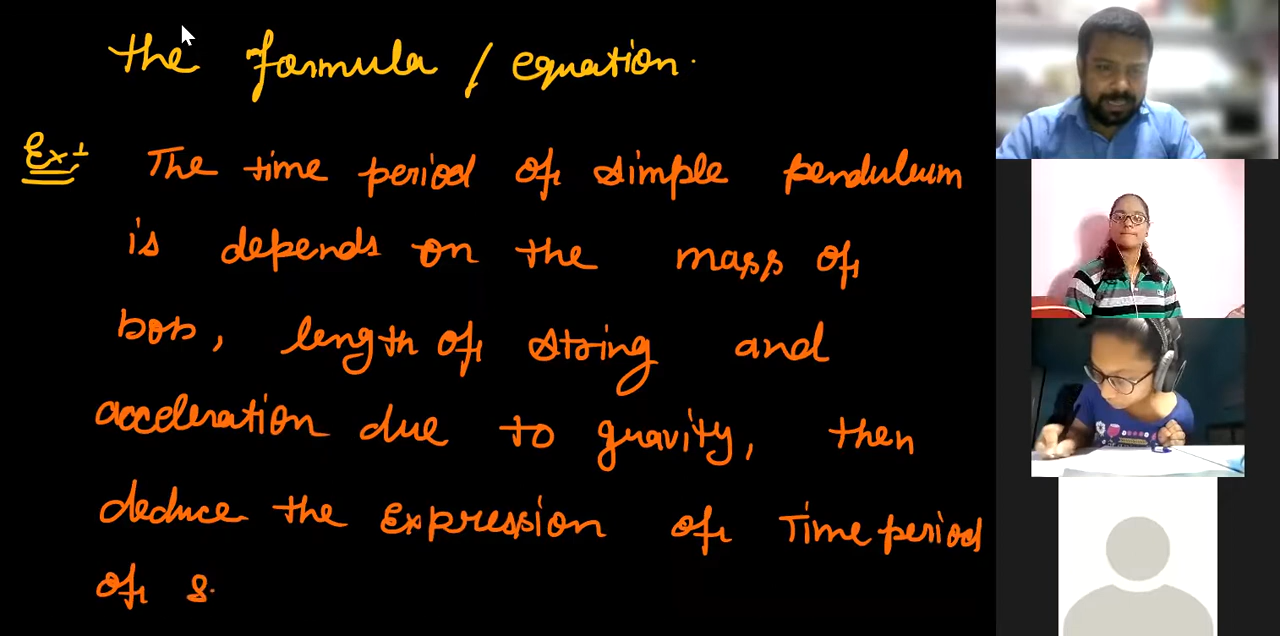 the formula / equation.
Ex:
The time period of simple pendulum
is depends on the mass of
bob, length of string and
acceleration due to gravity, then
deduce the Expression of Time period
of s.